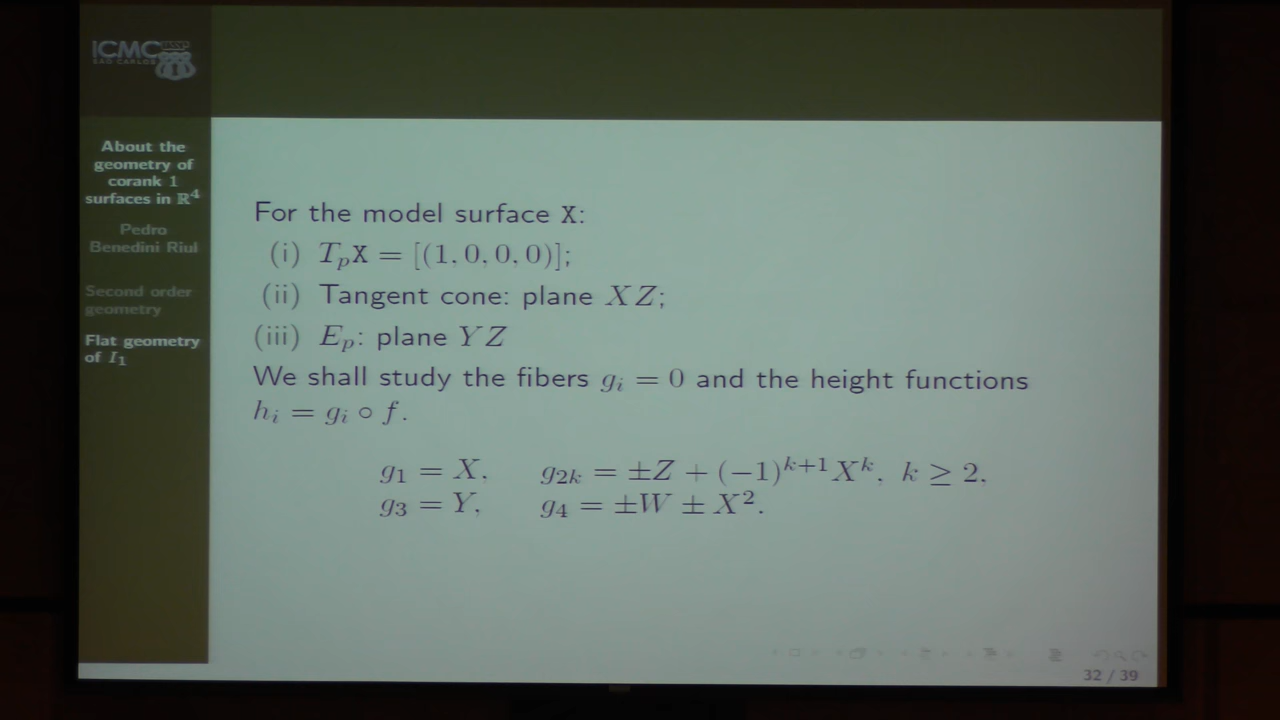 ICMC
SÃO CARLOS
About the
geometry of
corank 1
surfaces in ℝ⁴
Pedro
Benedini Riul
Second order
geometry
Flat geometry
of I₁
For the model surface X:
(i) TₚX = [(1, 0, 0, 0)];
(ii) Tangent cone: plane XZ;
(iii) Eₚ: plane YZ
We shall study the fibers gᵢ = 0 and the height functions
hᵢ = gᵢ ∘ f.
g₁ = X, g₂ₖ = ±Z + (−1)ᵏ⁺¹Xᵏ, k ≥ 2.
g₃ = Y, g₄ = ±W ± X².
32 / 39